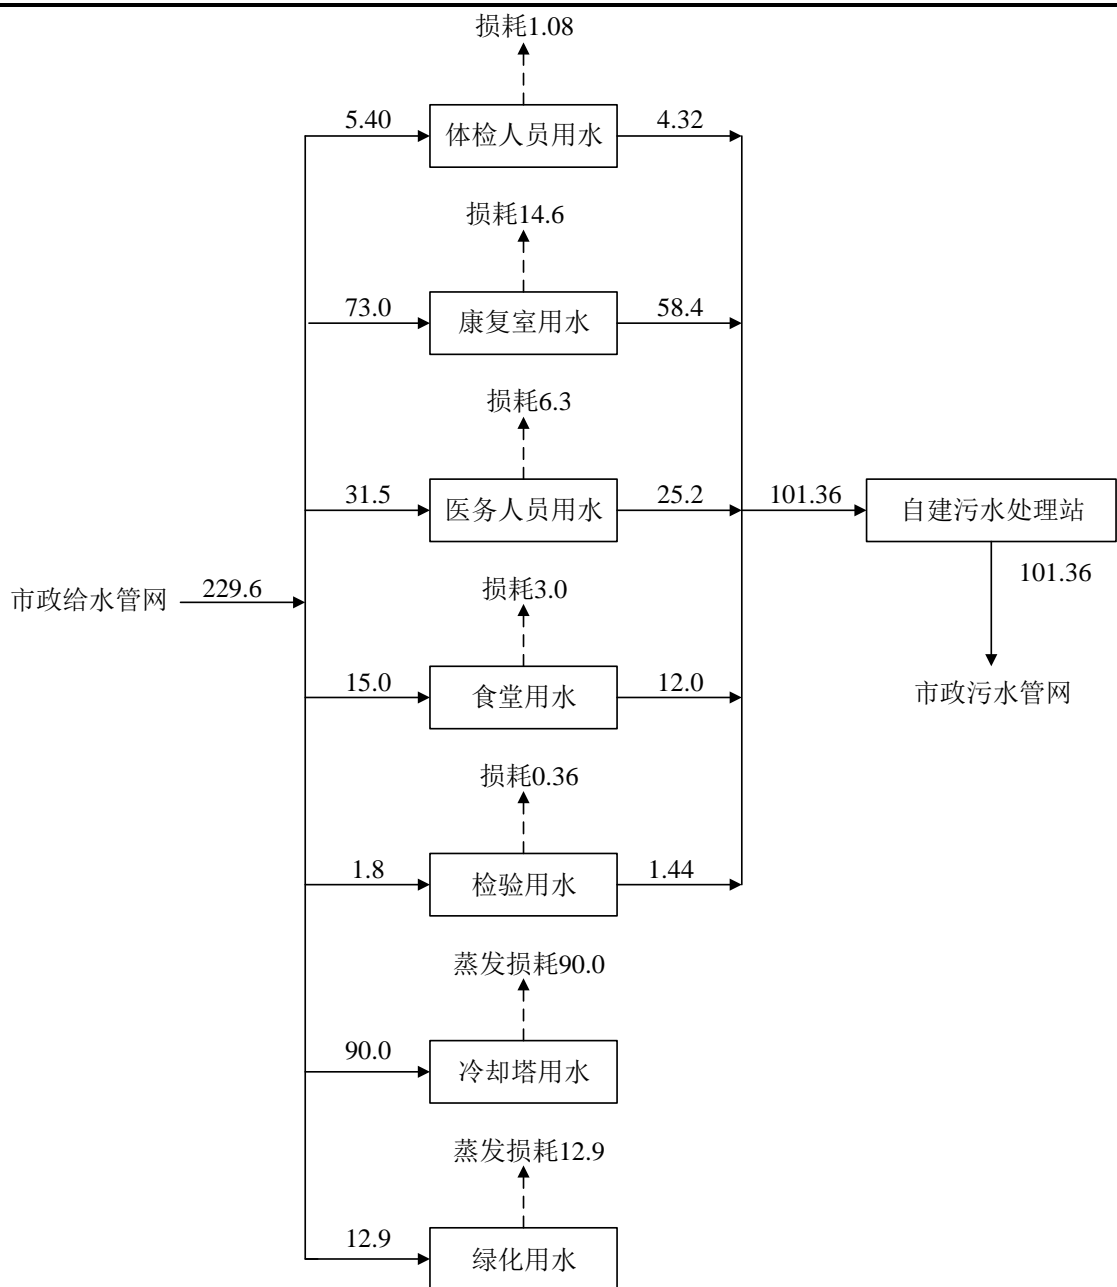 损耗1.08
5.40
体检人员用水
4.32
损耗14.6
73.0
康复室用水
58.4
损耗6.3
31.5
医务人员用水
25.2
101.36
自建污水处理站
101.36
市政给水管网
229.6
损耗3.0
15.0
食堂用水
12.0
市政污水管网
损耗0.36
1.8
检验用水
1.44
蒸发损耗90.0
90.0
冷却塔用水
蒸发损耗12.9
12.9
绿化用水